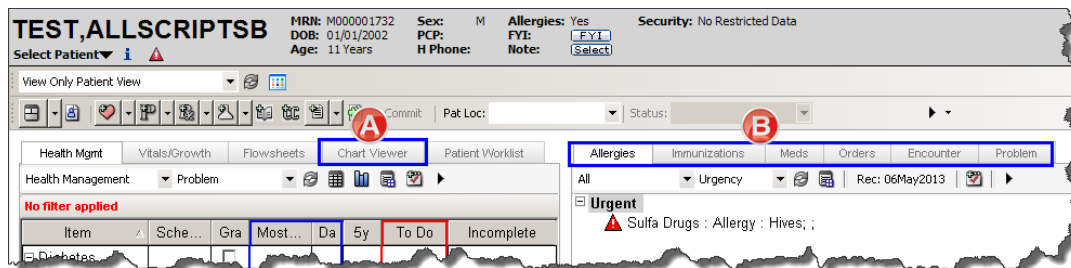 TEST,ALLSCRIPTSB
MRN: M000001732 Sex: M Allergies: Yes Security: No Restricted Data
DOB: 01/01/2002 PCP: FYI: FYI
Age: 11 Years H Phone: Note: Select
Select Patient i
View Only Patient View
Commit Pat Loc: Status:
A
B
Health Mgmt Vitals/Growth Flowsheets Chart Viewer Patient Worklist
Allergies Immunizations Meds Orders Encounter Problem
Health Management Problem
All Urgency Rec: 06May2013
No filter applied
Urgent
Sulfa Drugs : Allergy : Hives; ;
Item Sche... Gra Most... Da 5y To Do Incomplete
Diabetes